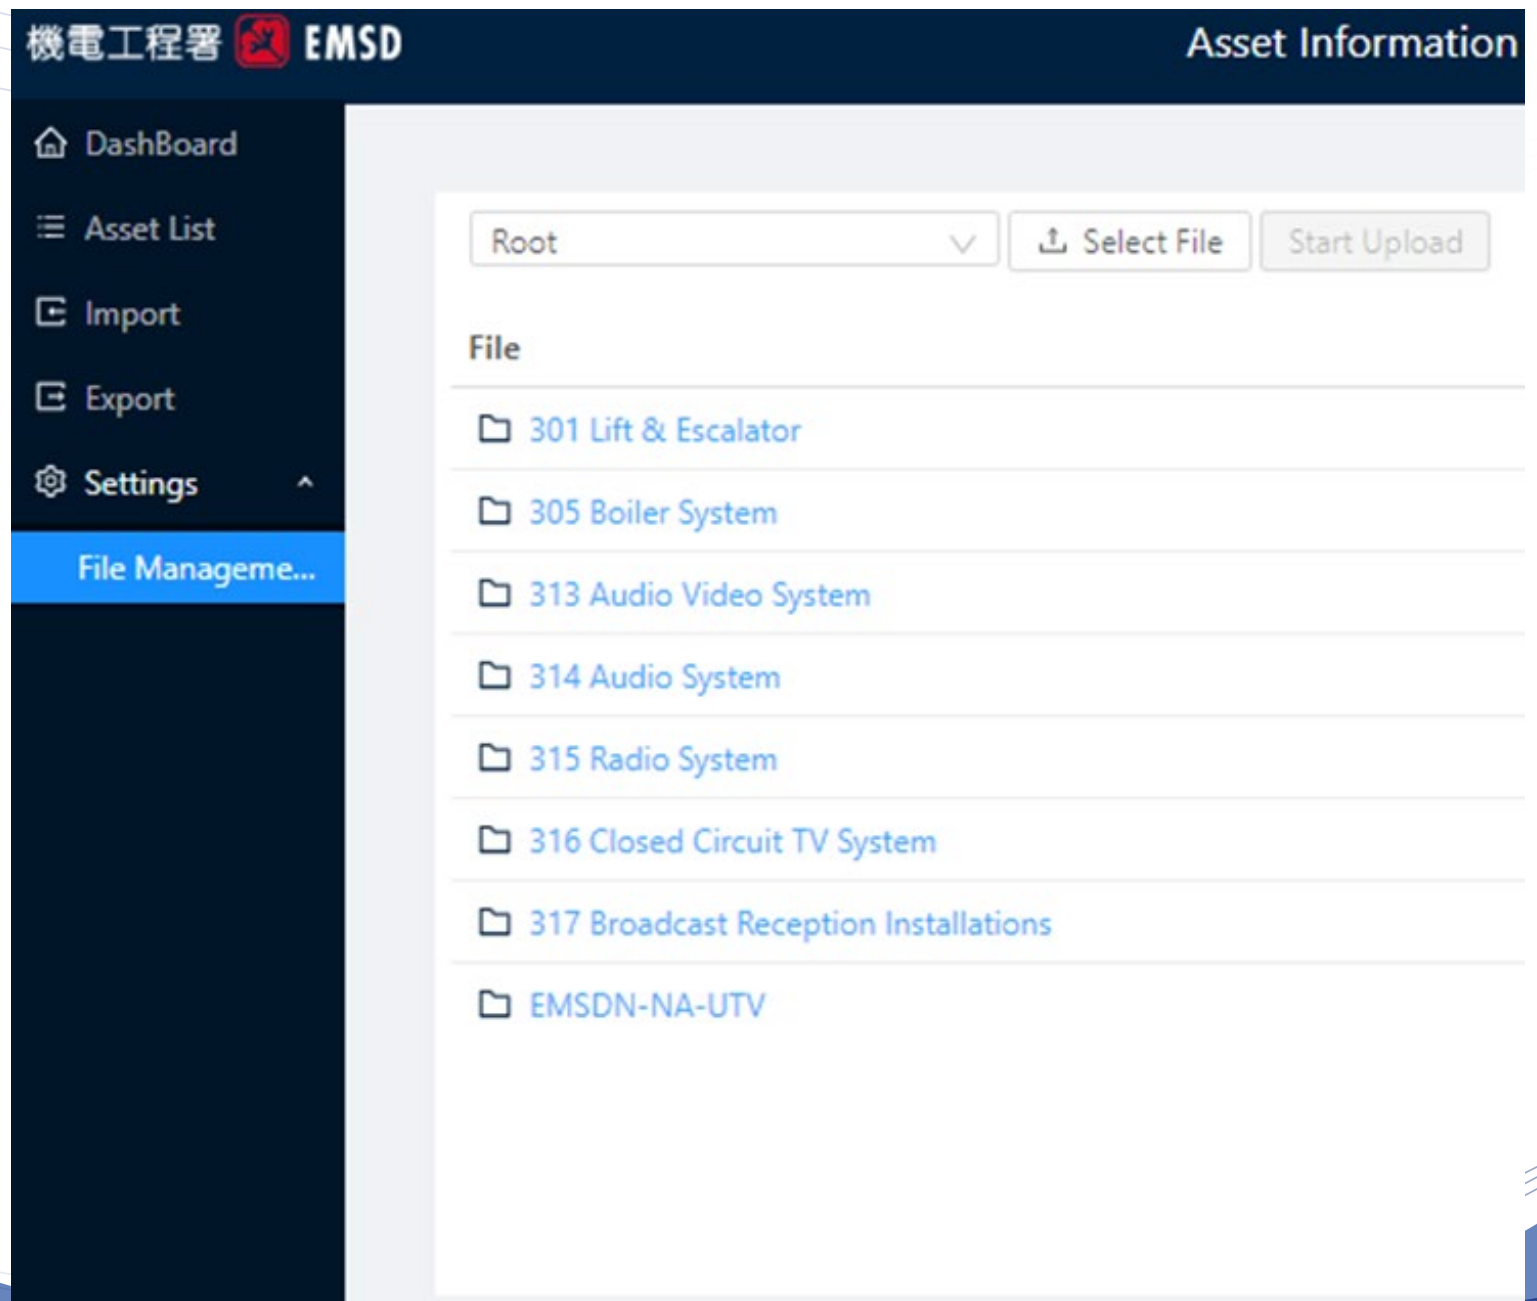 機電工程署 EMSD
Asset Information
DashBoard
Asset List
Import
Export
Settings
File Manageme...
Root
Select File
Start Upload
File
301 Lift & Escalator
305 Boiler System
313 Audio Video System
314 Audio System
315 Radio System
316 Closed Circuit TV System
317 Broadcast Reception Installations
EMSDN-NA-UTV